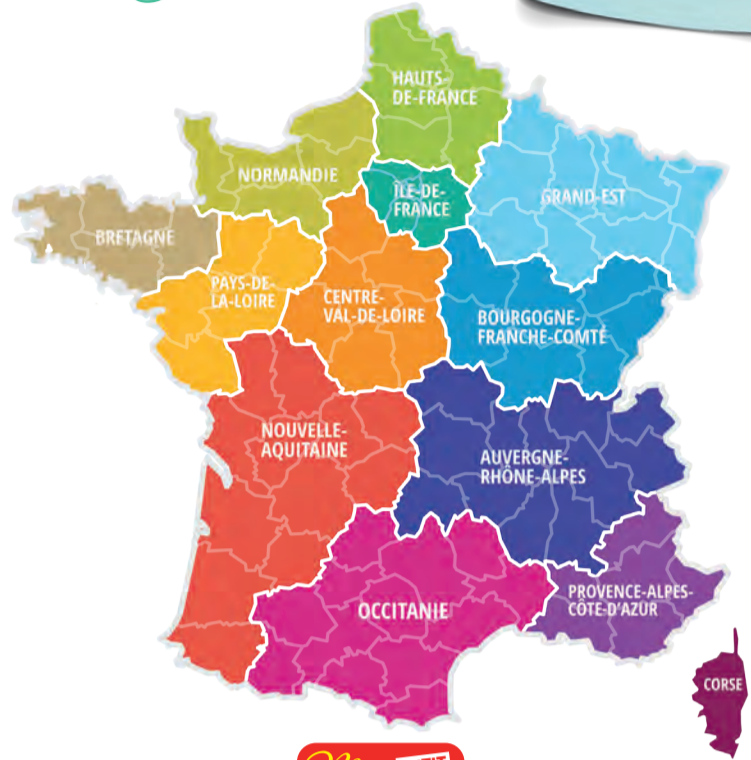 HAUTS-
DE-FRANCE
NORMANDIE
ÎLE-DE-
FRANCE
GRAND-EST
BRETAGNE
PAYS-DE-
LA-LOIRE
CENTRE-
VAL-DE-LOIRE
BOURGOGNE-
FRANCHE-COMTÉ
NOUVELLE-
AQUITAINE
AUVERGNE-
RHÔNE-ALPES
OCCITANIE
PROVENCE-ALPES-
CÔTE-D'AZUR
CORSE